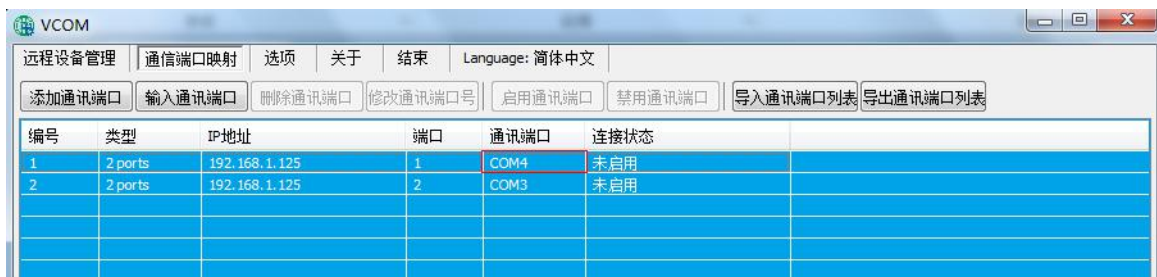 VCOM
远程设备管理 通信端口映射 选项 关于 结束 Language: 简体中文
添加通讯端口 输入通讯端口 删除通讯端口 修改通讯端口号 启用通讯端口 禁用通讯端口 导入通讯端口列表 导出通讯端口列表
编号 类型 IP地址 端口 通讯端口 连接状态
1 2 ports 192.168.1.125 1 COM4 未启用
2 2 ports 192.168.1.125 2 COM3 未启用